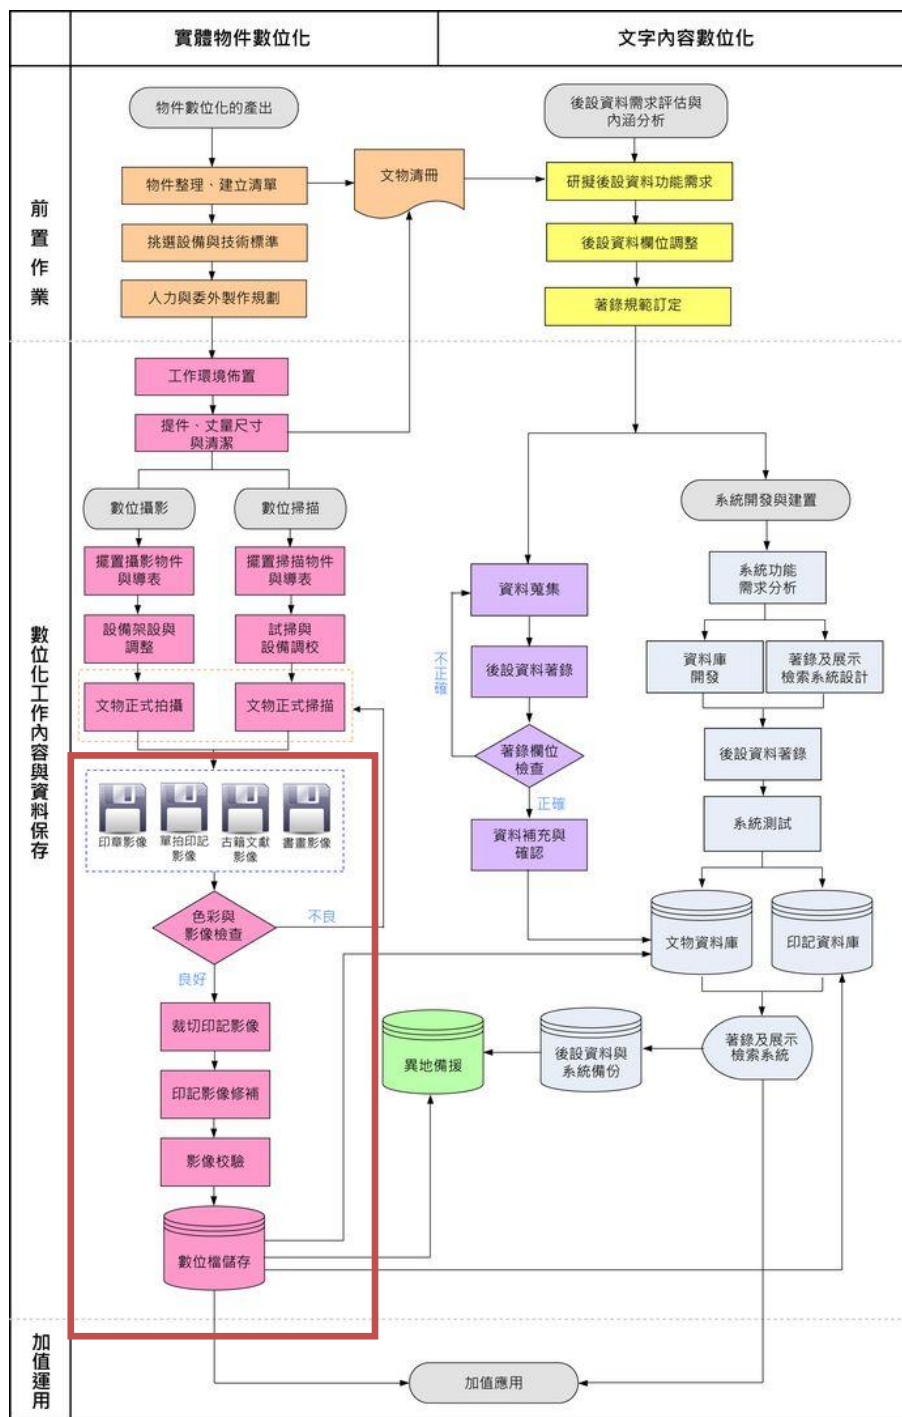 實體物件數位化
文字內容數位化
前置作業
物件數位化的產出
物件整理、建立清單
挑選設備與技術標準
人力與委外製作規劃
文物清冊
後設資料需求評估與
內涵分析
研擬後設資料功能需求
後設資料欄位調整
著錄規範訂定
數位化工作內容與資料保存
工作環境佈置
提件、丈量尺寸
與清潔
數位攝影
數位掃描
擺置攝影物件
與導表
擺置掃描物件
與導表
設備架設與
調整
試掃與
設備調校
文物正式拍攝
文物正式掃描
印章影像
單拍印記
影像
古籍文獻
影像
書畫影像
色彩與
影像檢查
不良
良好
裁切印記影像
印記影像修補
影像校驗
數位檔儲存
資料蒐集
不正確
後設資料著錄
著錄欄位
檢查
正確
資料補充與
確認
系統開發與建置
系統功能
需求分析
資料庫
開發
著錄及展示
檢索系統設計
後設資料著錄
系統測試
文物資料庫
印記資料庫
著錄及展示
檢索系統
後設資料與
系統備份
異地備援
加值運用
加值應用